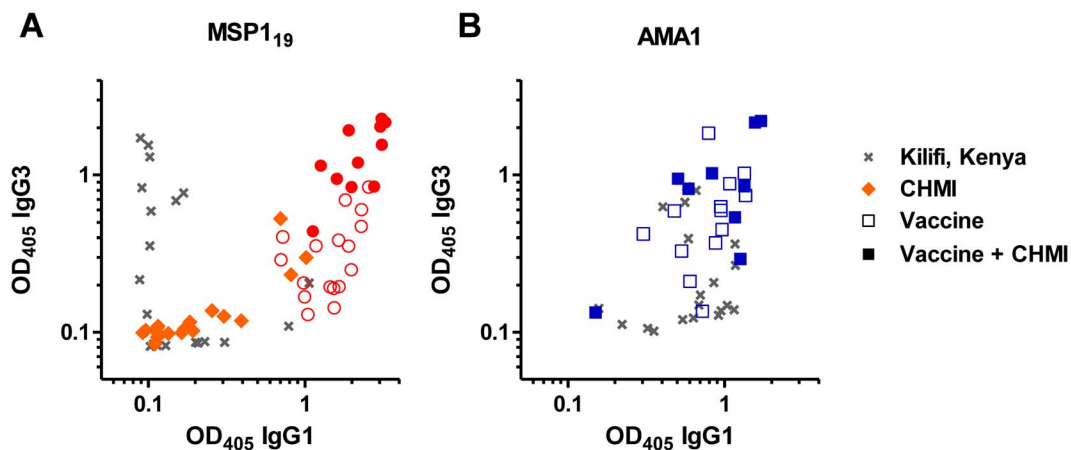 A
MSP1₁₉
OD₄₀₅ IgG3
1
0.1
0.1
1
OD₄₀₅ IgG1
B
AMA1
OD₄₀₅ IgG3
1
0.1
0.1
1
OD₄₀₅ IgG1
Kilifi, Kenya
CHMI
Vaccine
Vaccine + CHMI